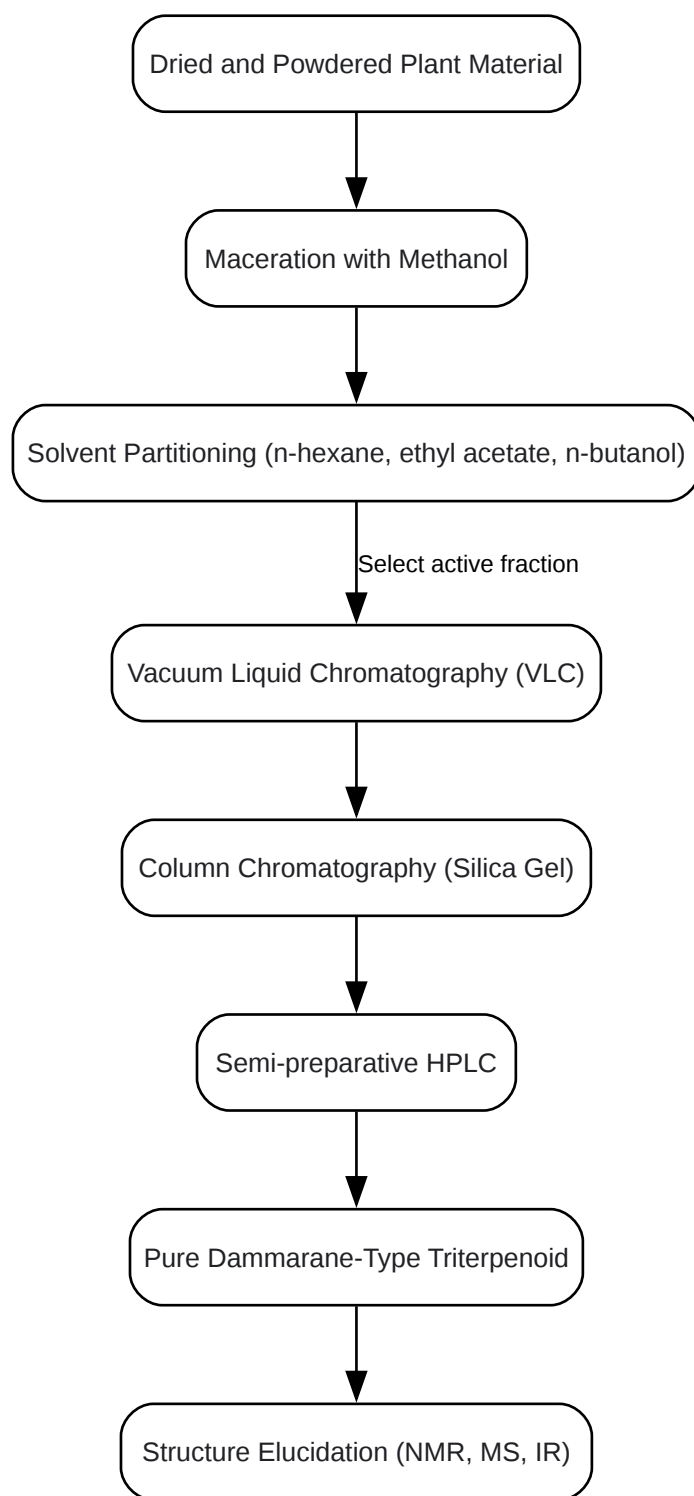 Dried and Powdered Plant Material
Maceration with Methanol
Solvent Partitioning (n-hexane, ethyl acetate, n-butanol)
Select active fraction
Vacuum Liquid Chromatography (VLC)
Column Chromatography (Silica Gel)
Semi-preparative HPLC
Pure Dammarane-Type Triterpenoid
Structure Elucidation (NMR, MS, IR)